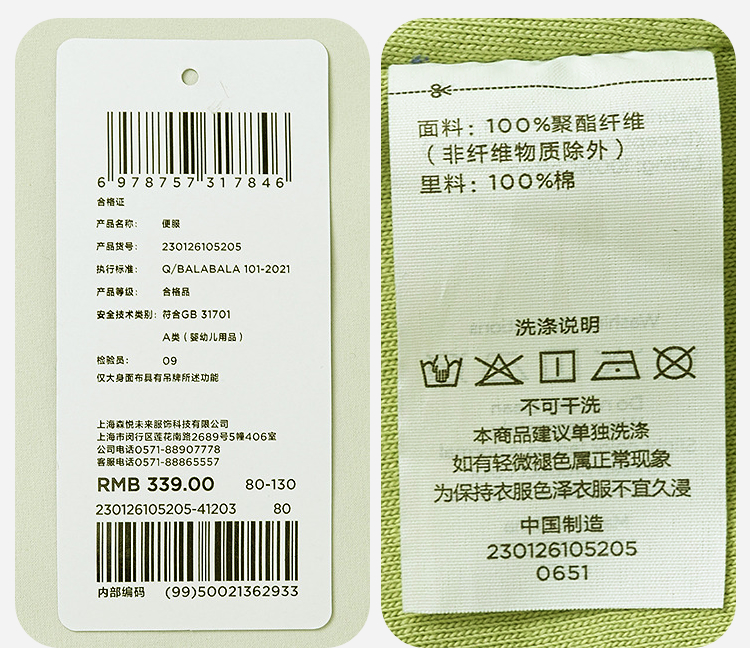 6 978757 317846
合格证
产品名称： 便服
产品货号： 230126105205
执行标准： Q/BALABALA 101-2021
产品等级： 合格品
安全技术类别：符合GB 31701
A类（婴幼儿用品）
检验员： 09
仅大身面布具有吊牌所述功能
上海森悦未来服饰科技有限公司
上海市闵行区莲花南路2689号5幢406室
公司电话0571-88907778
客服电话0571-88865557
RMB 339.00 80-130
230126105205-41203 80
内部编码 (99)50021362933
面料：100%聚酯纤维
（非纤维物质除外）
里料：100%棉
洗涤说明
不可干洗
本商品建议单独洗涤
如有轻微褪色属正常现象
为保持衣服色泽衣服不宜久浸
中国制造
230126105205
0651